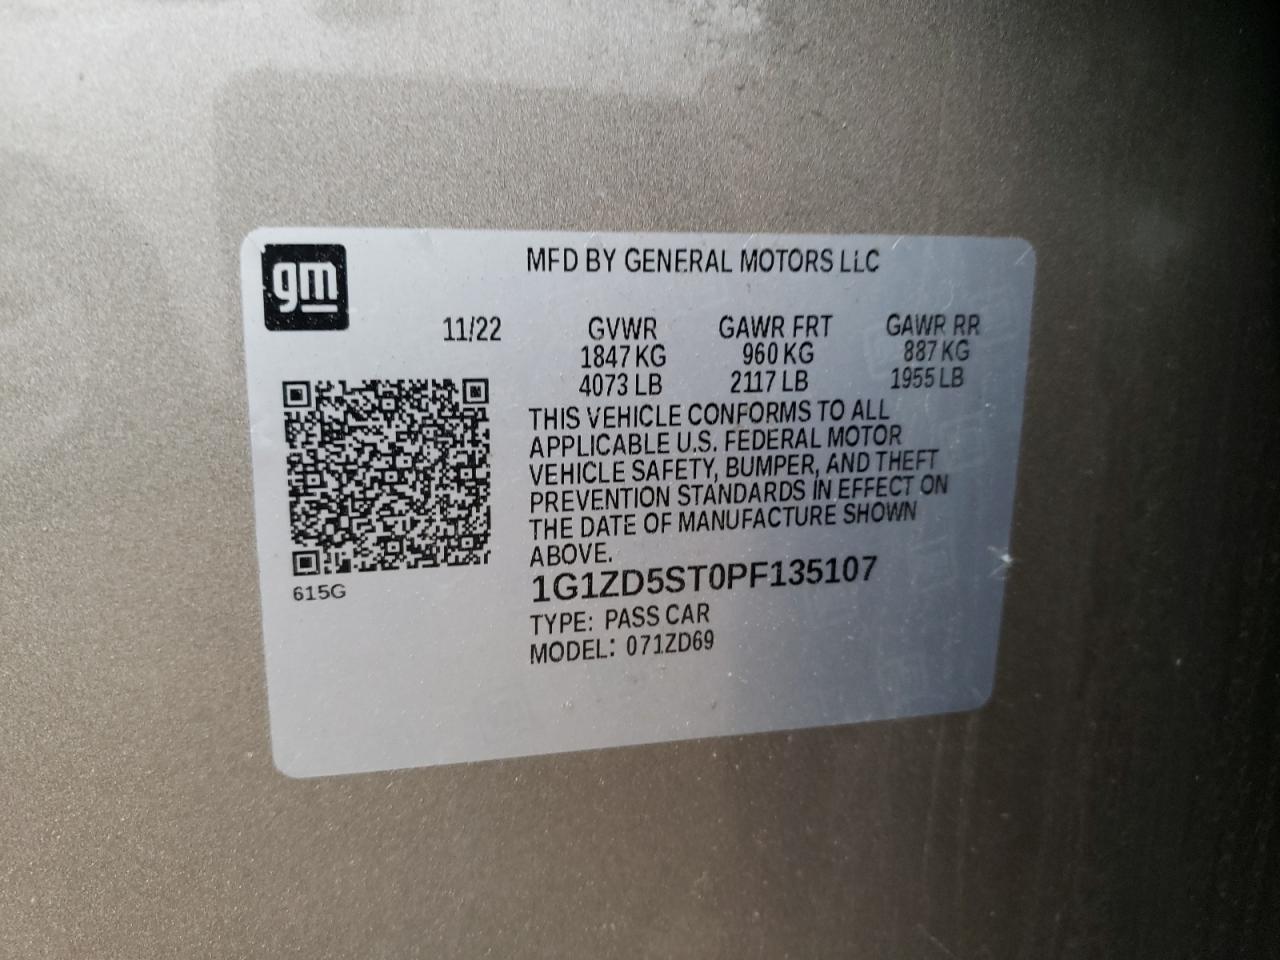 gm
MFD BY GENERAL MOTORS LLC
11/22 GVWR GAWR FRT GAWR RR
1847 KG 960 KG 887 KG
4073 LB 2117 LB 1955 LB
THIS VEHICLE CONFORMS TO ALL
APPLICABLE U.S. FEDERAL MOTOR
VEHICLE SAFETY, BUMPER, AND THEFT
PREVENTION STANDARDS IN EFFECT ON
THE DATE OF MANUFACTURE SHOWN
ABOVE.
1G1ZD5ST0PF135107
TYPE: PASS CAR
MODEL: 071ZD69
615G